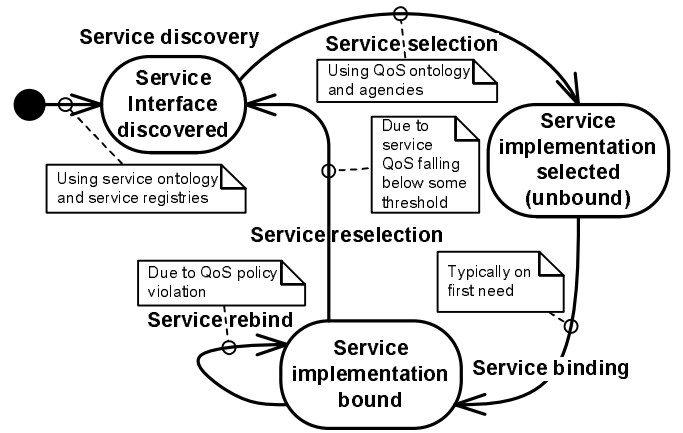 Service discovery
Service selection
Service
Interface
discovered
Using QoS ontology
and agencies
Service
implementation
selected
(unbound)
Due to
service
QoS falling
below some
threshold
Using service ontology
and service registries
Service reselection
Due to QoS policy
violation
Typically on
first need
Service rebind
Service
implementation
bound
Service binding